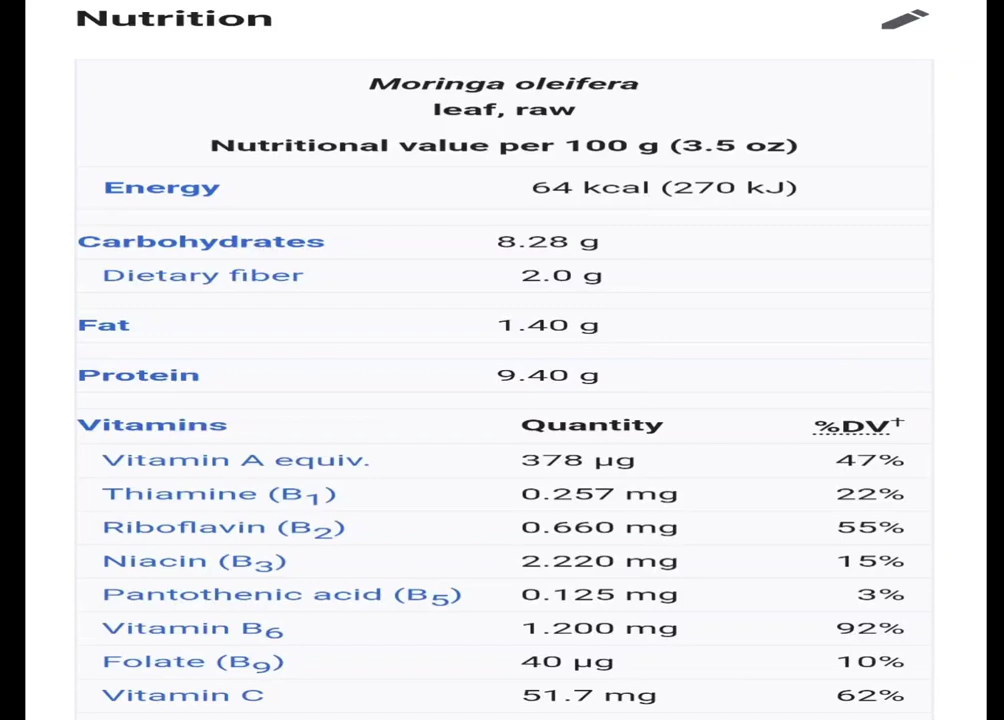 Nutrition
Moringa oleifera
leaf, raw
Nutritional value per 100 g (3.5 oz)
Energy 64 kcal (270 kJ)
Carbohydrates 8.28 g
Dietary fiber 2.0 g
Fat 1.40 g
Protein 9.40 g
Vitamins Quantity %DV†
Vitamin A equiv. 378 μg 47%
Thiamine (B1) 0.257 mg 22%
Riboflavin (B2) 0.660 mg 55%
Niacin (B3) 2.220 mg 15%
Pantothenic acid (B5) 0.125 mg 3%
Vitamin B6 1.200 mg 92%
Folate (B9) 40 μg 10%
Vitamin C 51.7 mg 62%